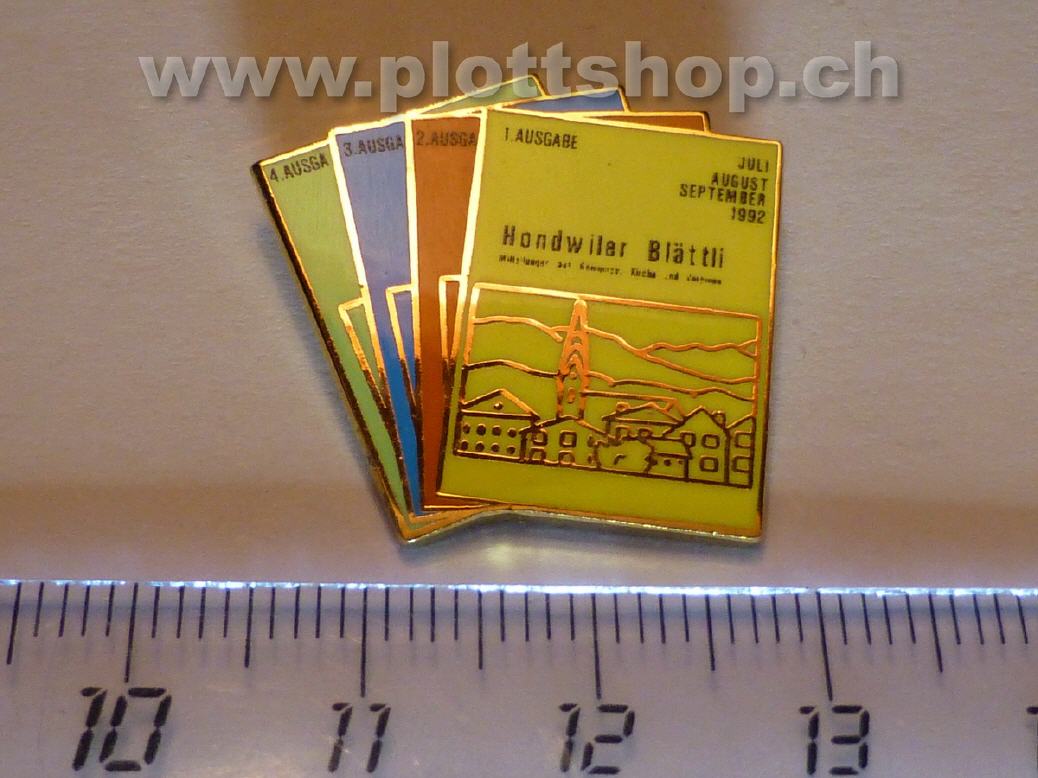 www.plottshop.ch
4.AUSGA
3.AUSGA
2.AUSGA
1.AUSGABE
JULI
AUGUST
SEPTEMBER
1992
Hondwiler Blättli
10 11 12 13